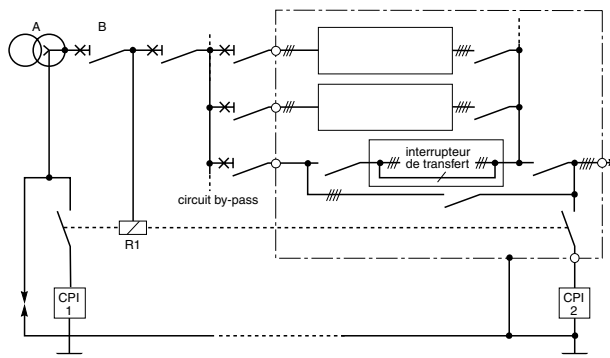 A
B
interrupteur
de transfert
circuit by-pass
R1
CPI
1
CPI
2